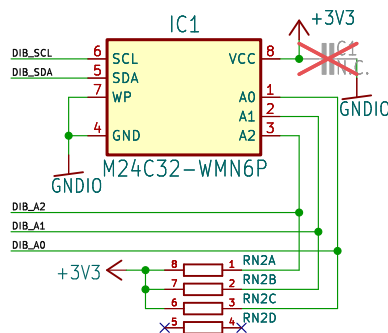 IC1
+3V3
C1
N.C.
DIB_SCL
6 SCL VCC 8
DIB_SDA
5 SDA
7 WP A0 1
GNDIO
A1 2
4 GND A2 3
M24C32-WMN6P
GNDIO
DIB_A2
DIB_A1
DIB_A0
+3V3
8 1 RN2A
7 2 RN2B
6 3 RN2C
5 4 RN2D